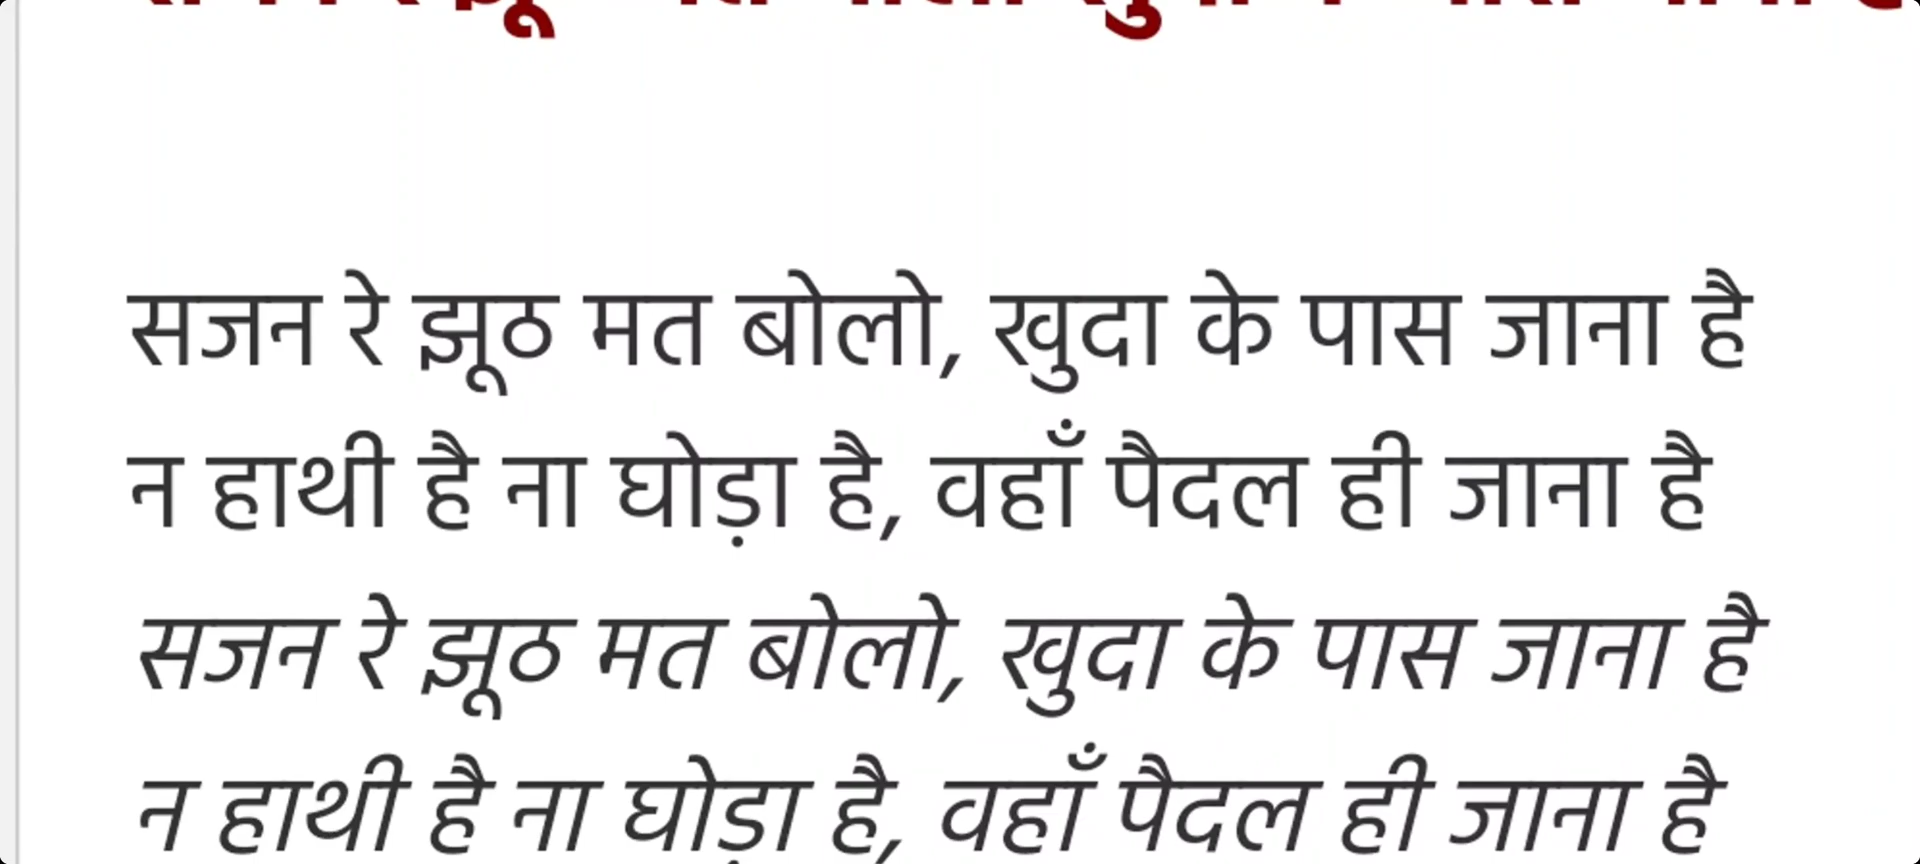 सजन रे झूठ मत बोलो, खुदा के पास जाना है
न हाथी है ना घोड़ा है, वहाँ पैदल ही जाना है
सजन रे झूठ मत बोलो, खुदा के पास जाना है
न हाथी है ना घोड़ा है, वहाँ पैदल ही जाना है